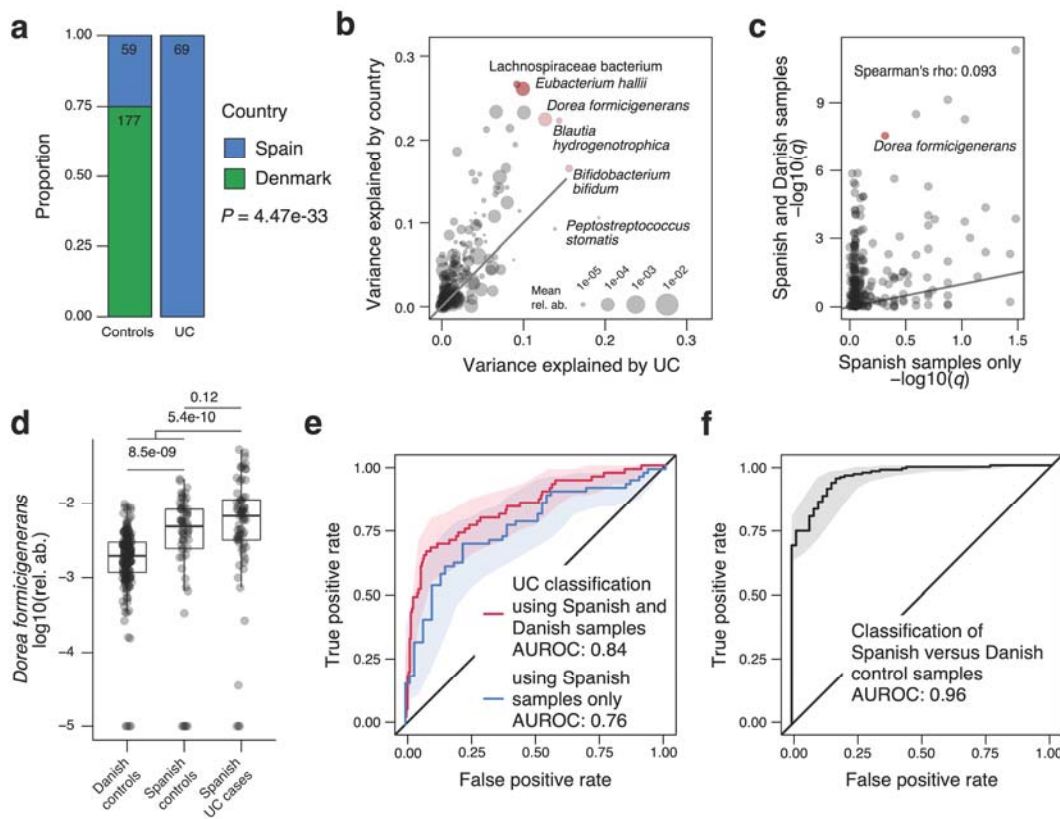 a
1.00
0.75
0.50
0.25
0.00
Proportion
59
69
177
Controls
UC
Country
Spain
Denmark
P = 4.47e-33
b
0.3
0.2
0.1
0.0
Variance explained by country
Lachnospiraceae bacterium
Eubacterium hallii
Dorea formicigenerans
Blautia
hydrogenotrophica
Bifidobacterium
bifidum
Peptostreptococcus
stomatis
Mean
rel. ab.
1e-05
1e-04
1e-03
1e-02
0.0
0.1
0.2
0.3
Variance explained by UC
c
Spanish and Danish samples
−log10(q)
9
6
3
0
Spearman's rho: 0.093
Dorea formicigenerans
0.0
0.5
1.0
1.5
Spanish samples only
−log10(q)
d
0.12
5.4e-10
8.5e-09
Dorea formicigenerans
log10(rel. ab.)
−2
−3
−4
−5
Danish
controls
Spanish
controls
Spanish
UC cases
e
1.00
0.75
0.50
0.25
0.00
True positive rate
UC classification
using Spanish and
Danish samples
AUROC: 0.84
using Spanish
samples only
AUROC: 0.76
0.00
0.25
0.50
0.75
1.00
False positive rate
f
1.00
0.75
0.50
0.25
0.00
True positive rate
Classification of
Spanish versus Danish
control samples
AUROC: 0.96
0.00
0.25
0.50
0.75
1.00
False positive rate